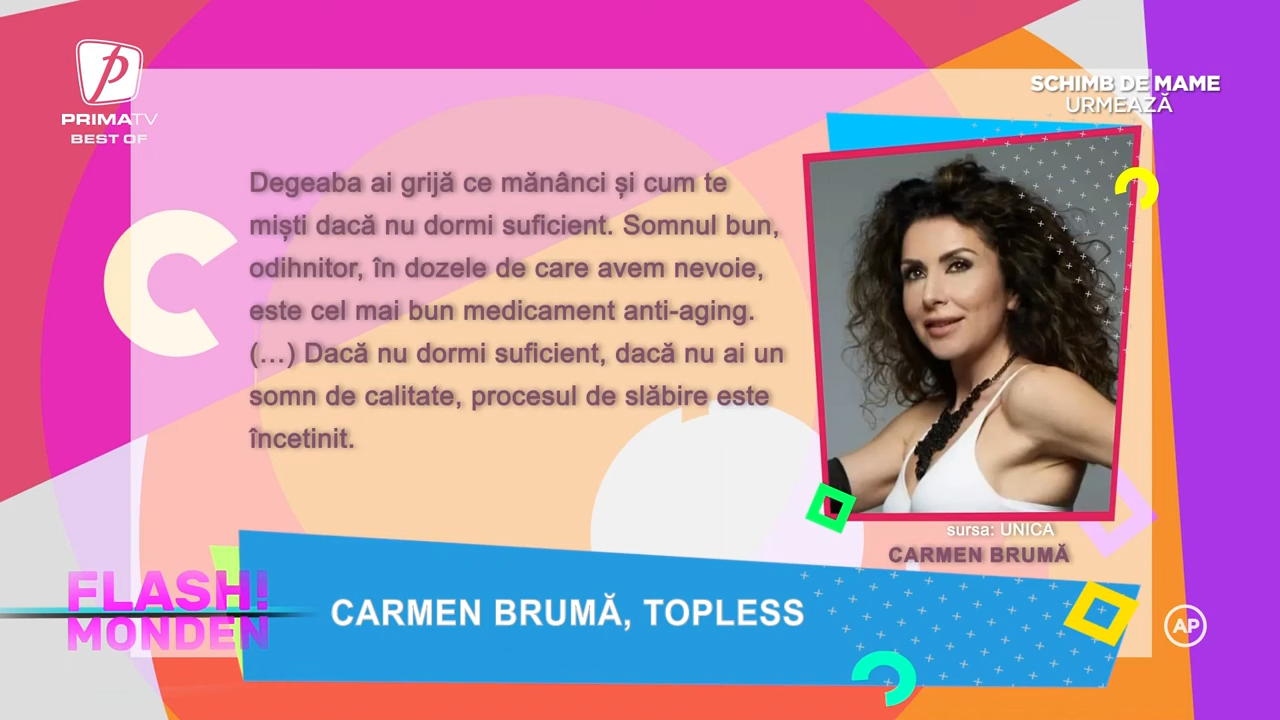 PRIMATV
BEST OF
SCHIMB DE MAME
URMEAZĂ
Degeaba ai grijă ce mănânci și cum te
miști dacă nu dormi suficient. Somnul bun,
odihnitor, în dozele de care avem nevoie,
este cel mai bun medicament anti-aging.
(…) Dacă nu dormi suficient, dacă nu ai un
somn de calitate, procesul de slăbire este
încetinit.
sursa: UNICA
CARMEN BRUMĂ
FLASH!
MONDEN
CARMEN BRUMĂ, TOPLESS
AP